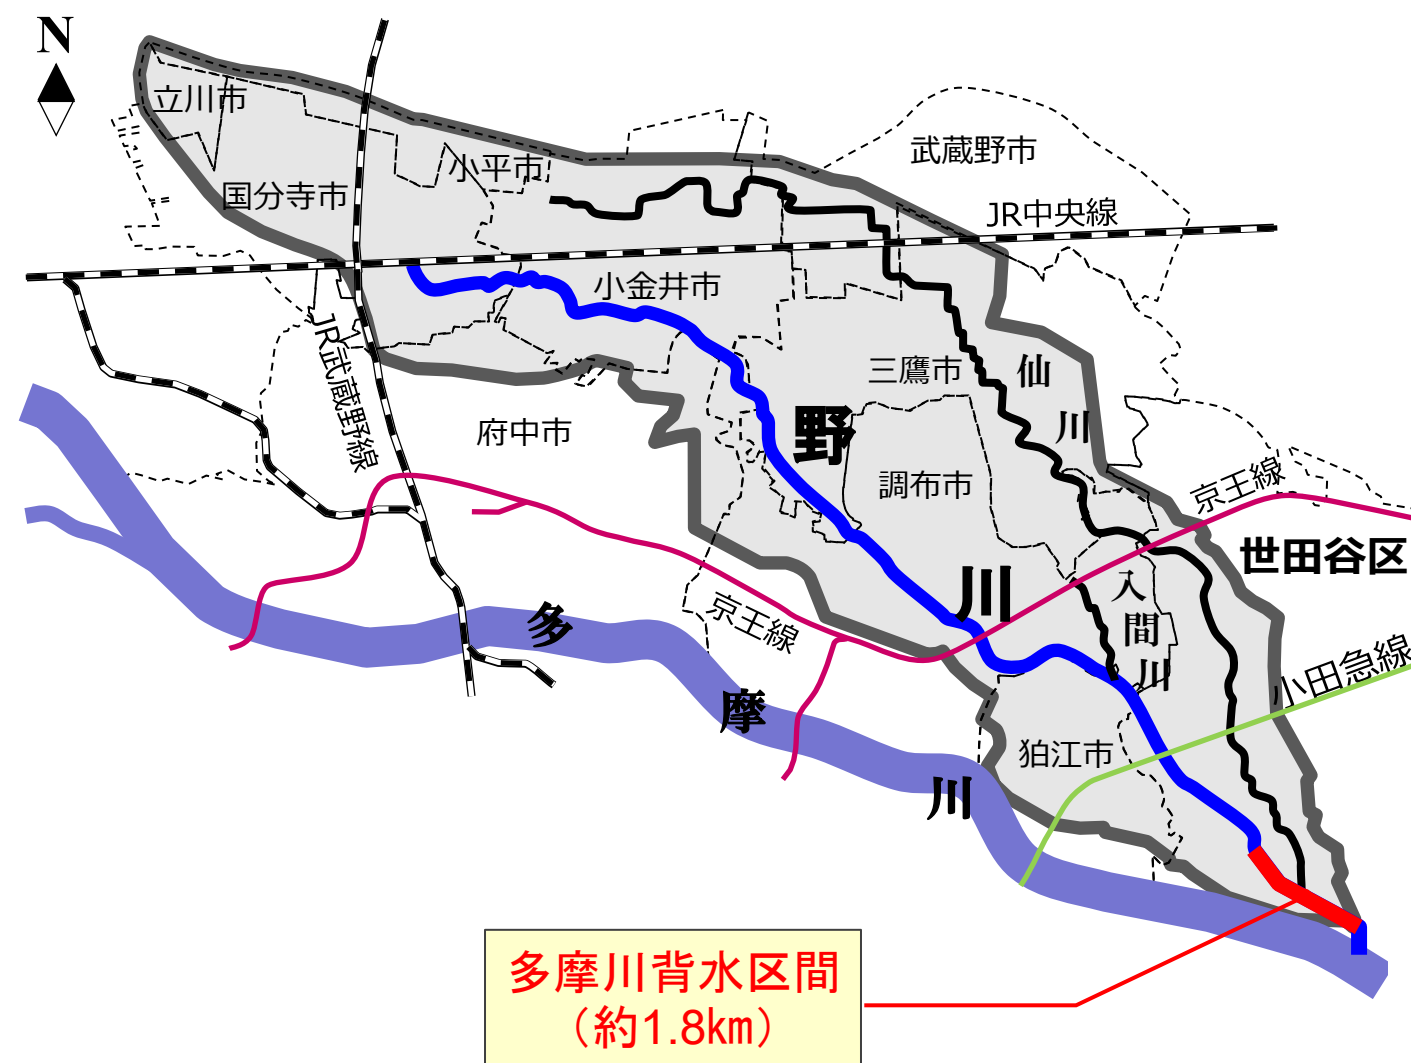 N
立川市
小平市
武蔵野市
国分寺市
JR中央線
小金井市
JR武蔵野線
三鷹市
仙川
野川
府中市
調布市
京王線
世田谷区
入間川
多摩川
京王線
小田急線
狛江市
多摩川背水区間
（約1.8㎞）